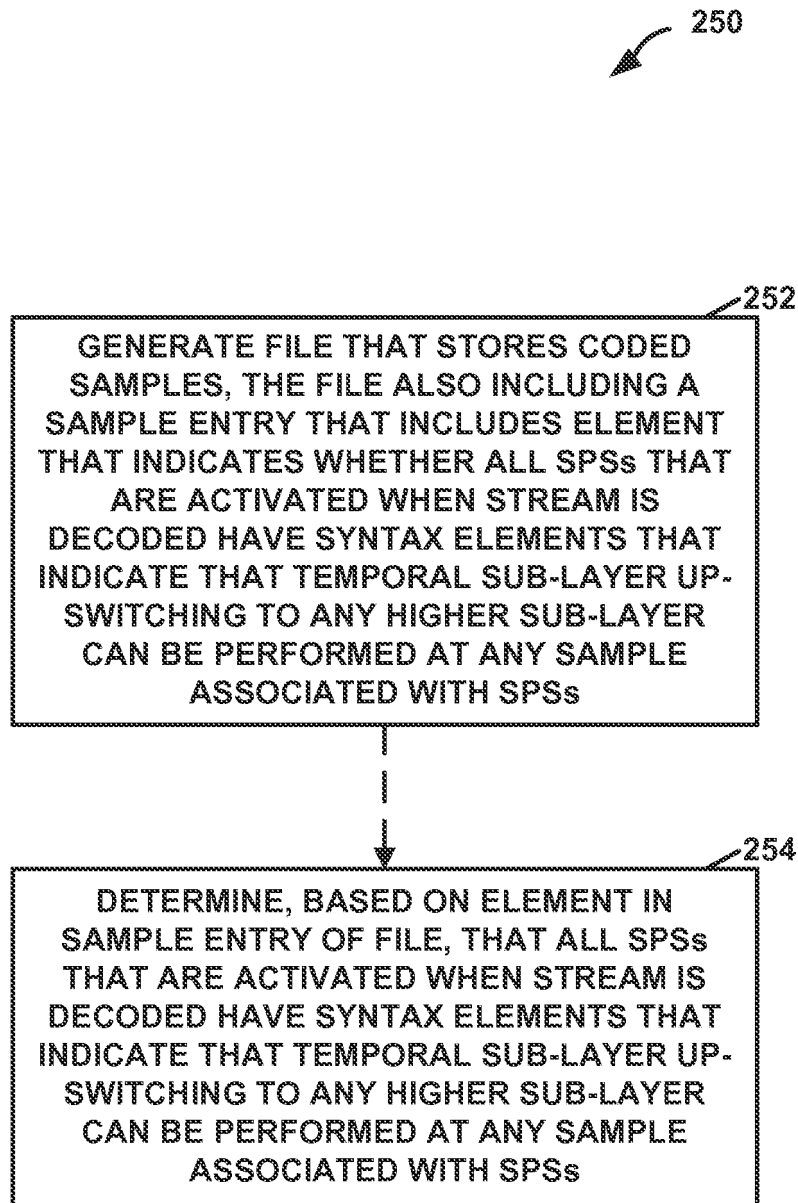 250
252
GENERATE FILE THAT STORES CODED
SAMPLES, THE FILE ALSO INCLUDING A
SAMPLE ENTRY THAT INCLUDES ELEMENT
THAT INDICATES WHETHER ALL SPSs THAT
ARE ACTIVATED WHEN STREAM IS
DECODED HAVE SYNTAX ELEMENTS THAT
INDICATE THAT TEMPORAL SUB-LAYER UP-
SWITCHING TO ANY HIGHER SUB-LAYER
CAN BE PERFORMED AT ANY SAMPLE
ASSOCIATED WITH SPSs
254
DETERMINE, BASED ON ELEMENT IN
SAMPLE ENTRY OF FILE, THAT ALL SPSs
THAT ARE ACTIVATED WHEN STREAM IS
DECODED HAVE SYNTAX ELEMENTS THAT
INDICATE THAT TEMPORAL SUB-LAYER UP-
SWITCHING TO ANY HIGHER SUB-LAYER
CAN BE PERFORMED AT ANY SAMPLE
ASSOCIATED WITH SPSs